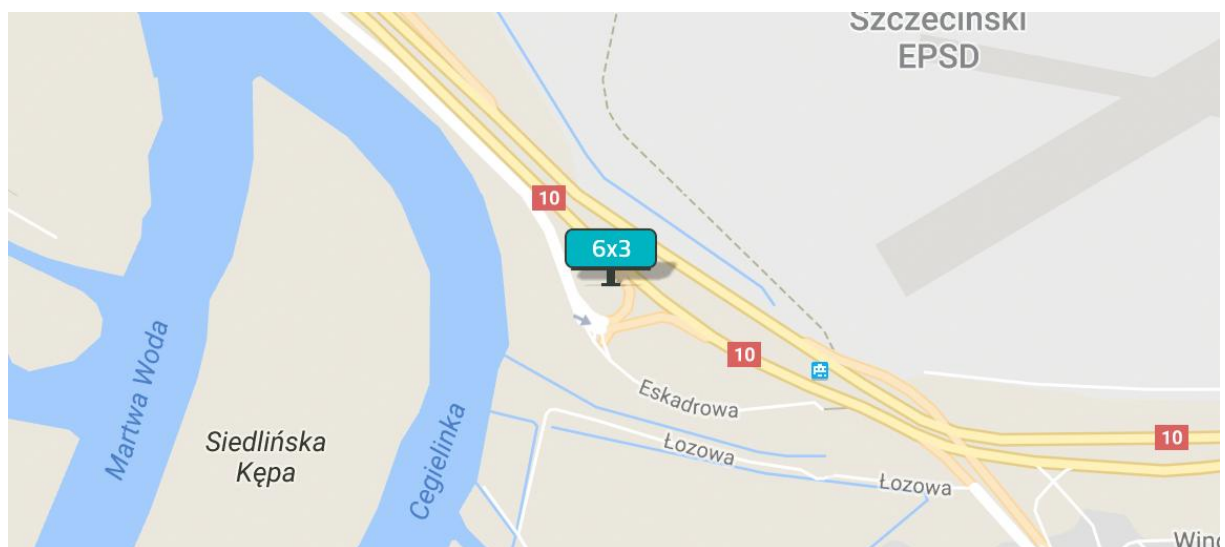 Szczeciński
EPSD
10
6x3
10
Martwa Woda
Eskadrowa
Siedlińska
Kępa
Cegielinka
Łozowa
10
Łozowa